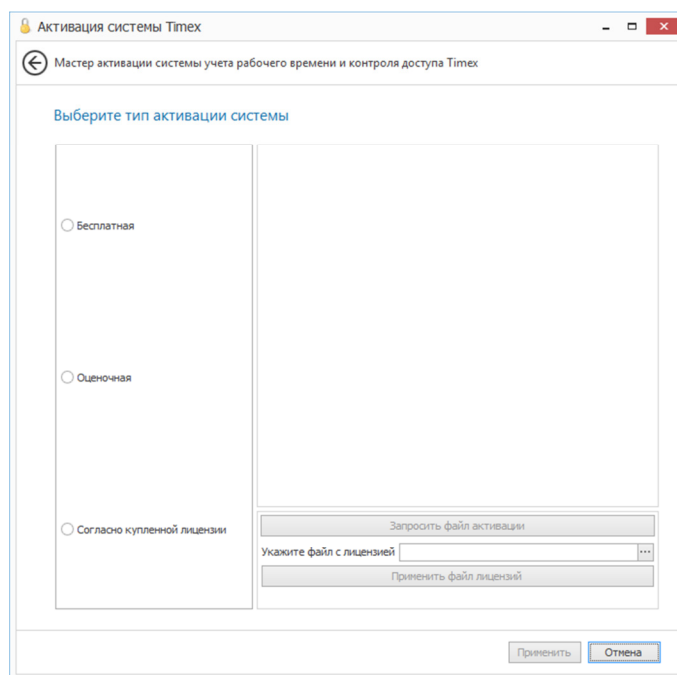 Активация системы Timex
Мастер активации системы учета рабочего времени и контроля доступа Timex
Выберите тип активации системы
Бесплатная
Оценочная
Согласно купленной лицензии
Запросить файл активации
Укажите файл с лицензией
...
Применить файл лицензий
Применить
Отмена